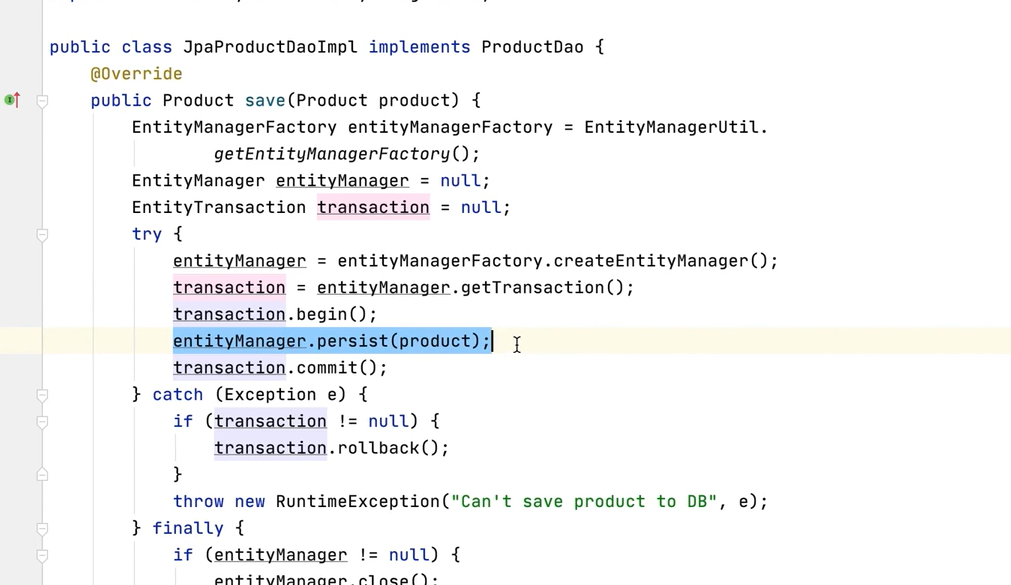 public class JpaProductDaoImpl implements ProductDao {
@Override
public Product save(Product product) {
EntityManagerFactory entityManagerFactory = EntityManagerUtil.
getEntityManagerFactory();
EntityManager entityManager = null;
EntityTransaction transaction = null;
try {
entityManager = entityManagerFactory.createEntityManager();
transaction = entityManager.getTransaction();
transaction.begin();
entityManager.persist(product);
transaction.commit();
} catch (Exception e) {
if (transaction != null) {
transaction.rollback();
}
throw new RuntimeException("Can't save product to DB", e);
} finally {
if (entityManager != null) {
entityManager.close();